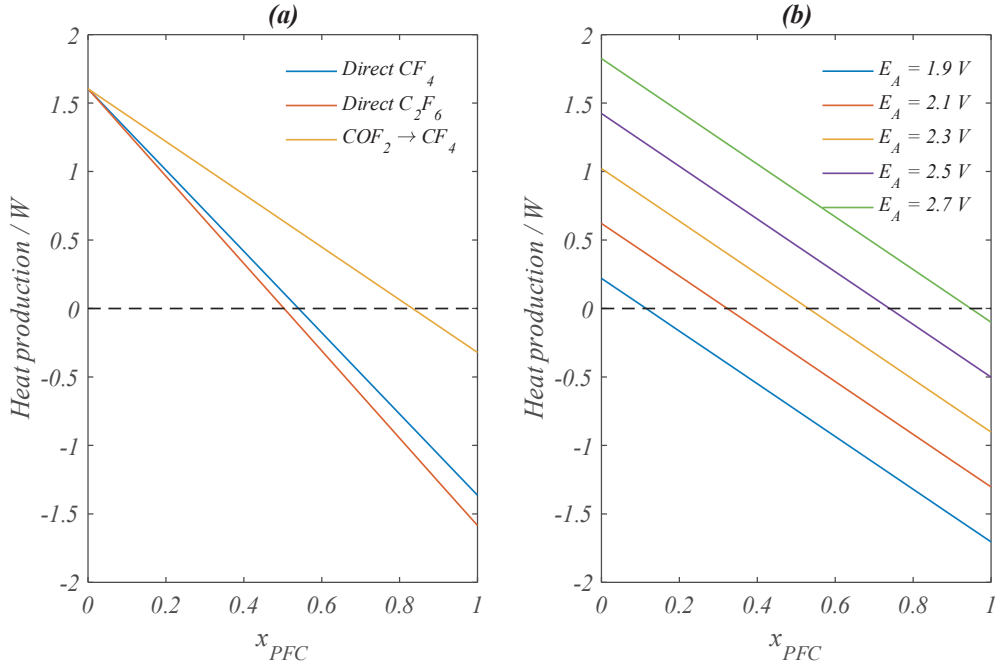 (a)
Heat production / W
2
1.5
1
0.5
0
-0.5
-1
-1.5
-2
Direct CF4
Direct C2F6
COF2 → CF4
0 0.2 0.4 0.6 0.8 1
xPFC
(b)
Heat production / W
2
1.5
1
0.5
0
-0.5
-1
-1.5
-2
EA = 1.9 V
EA = 2.1 V
EA = 2.3 V
EA = 2.5 V
EA = 2.7 V
0 0.2 0.4 0.6 0.8 1
xPFC